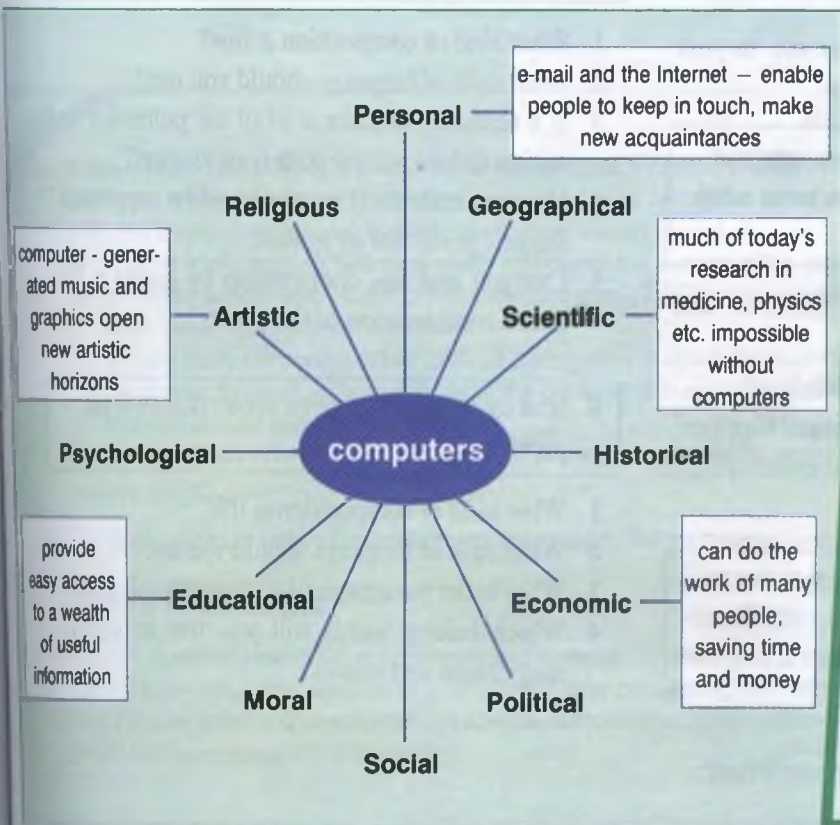 Personal
e-mail and the Internet – enable
people to keep in touch, make
new acquaintances
Religious
Geographical
computer - gener-
ated music and
graphics open
new artistic
horizons
Artistic
Scientific
much of today's
research in
medicine, physics
etc. impossible
without
computers
Psychological
computers
Historical
provide
easy access
to a wealth
of useful
information
Educational
Economic
can do the
work of many
people,
saving time
and money
Moral
Political
Social